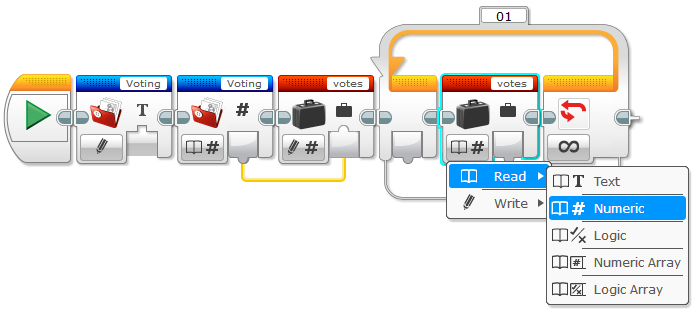 01
Voting
Voting
votes
votes
T
#
#
#
#
Read
Write
T Text
# Numeric
Logic
# Numeric Array
Logic Array